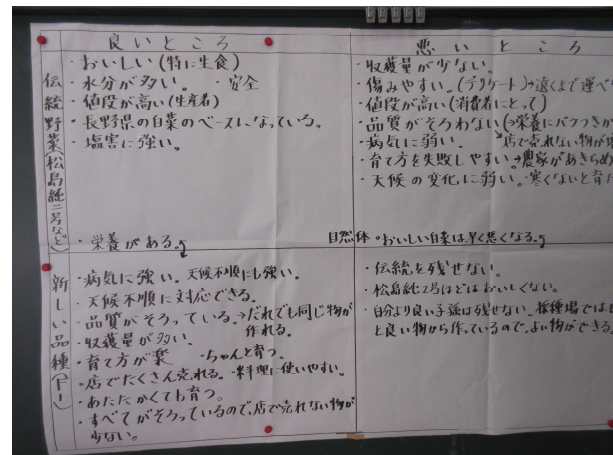 良いところ
悪いところ
伝統野菜(松島純二号など)
・おいしい(特に生食)
・水分が多い。 ・安全
・値段が高い(生産者)
・長野県の白菜のベースになっている。
・塩害に強い。
・栄養がある。
・収穫量が少ない。
・傷みやすい。(デリケート)→遠くまで運べ
・値段が高い(消費者にとって)
・品質がそろわない(→栄養にバラつきが
・病気に弱い。 店で売れない物が
・育て方を失敗しやすい→農家があきらめ
・天候の変化に弱い。・寒くないと育た
自然体・おいしい白菜は、早く悪くなる。
新しい品種(F1)
・病気に強い。天候不順にも強い。
・天候不順に対応できる。
・品質がそろっている。→だれでも同じ物が
作れる。
・収穫量が多い。
・育て方が楽 ・ちゃんと育つ。
・店でたくさん売れる。・料理に使いやすい。
・あたたかくても育つ。
・すべてがそろっているので、店で売れない物が
少ない。
・伝統を残せない。
・松島純2号ほどはおいしくない。
・自分より良い子孫は残せない。採種場では
と良い物から作っているので、よい物ができる。